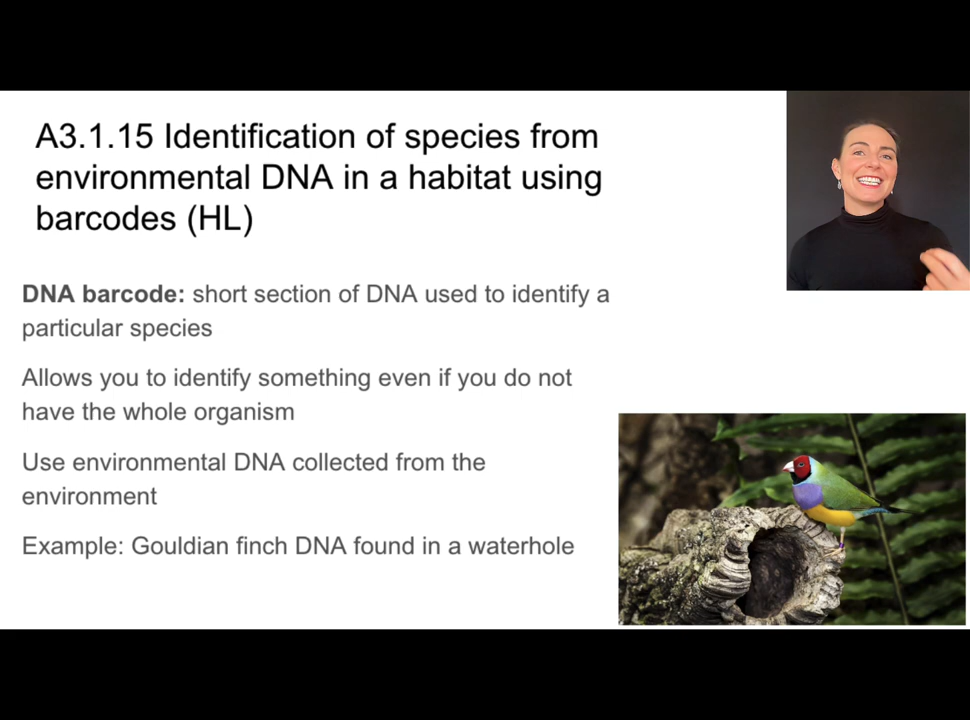 A3.1.15 Identification of species from
environmental DNA in a habitat using
barcodes (HL)
DNA barcode: short section of DNA used to identify a
particular species
Allows you to identify something even if you do not
have the whole organism
Use environmental DNA collected from the
environment
Example: Gouldian finch DNA found in a waterhole